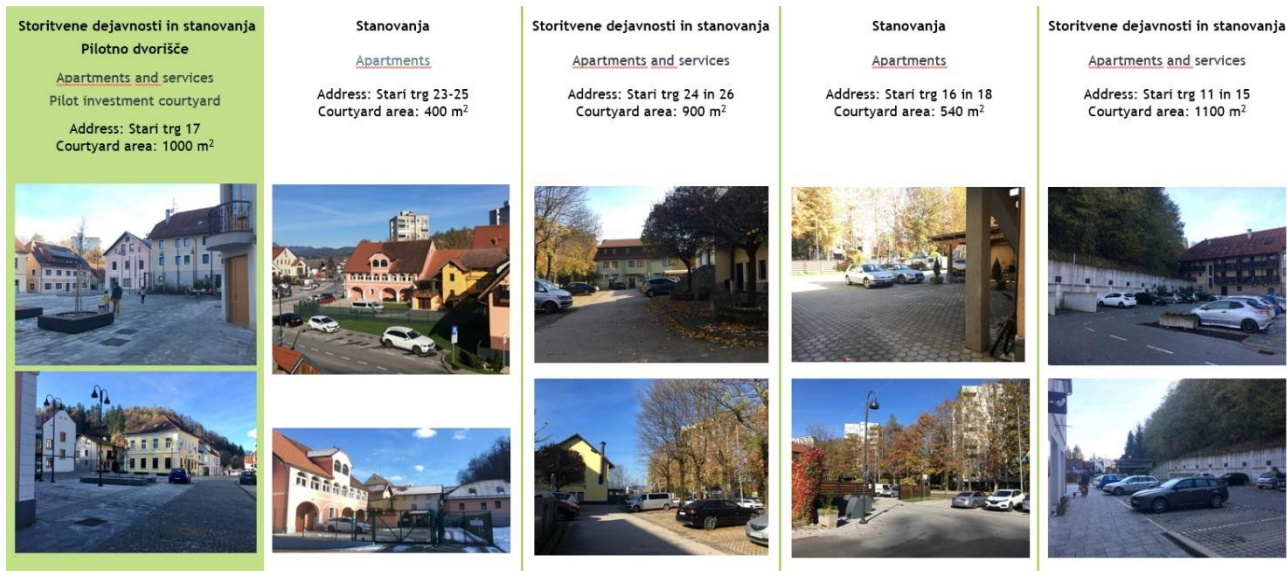 Storitvene dejavnosti in stanovanja
Pilotno dvorišče
Apartments and services
Pilot investment courtyard
Address: Stari trg 17
Courtyard area: 1000 m²
Stanovanja
Apartments
Address: Stari trg 23-25
Courtyard area: 400 m²
Storitvene dejavnosti in stanovanja
Apartments and services
Address: Stari trg 24 in 26
Courtyard area: 900 m²
Stanovanja
Apartments
Address: Stari trg 16 in 18
Courtyard area: 540 m²
Storitvene dejavnosti in stanovanja
Apartments and services
Address: Stari trg 11 in 15
Courtyard area: 1100 m²